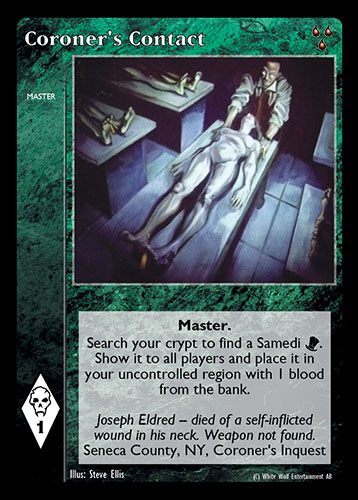 Coroner's Contact
MASTER
Master.
Search your crypt to find a Samedi
Show it to all players and place it in
your uncontrolled region with 1 blood
from the bank.
Joseph Eldred – died of a self-inflicted
wound in his neck. Weapon not found.
Seneca County, NY, Coroner's Inquest
1
Illus: Steve Ellis
(C) White Wolf Entertainment AB